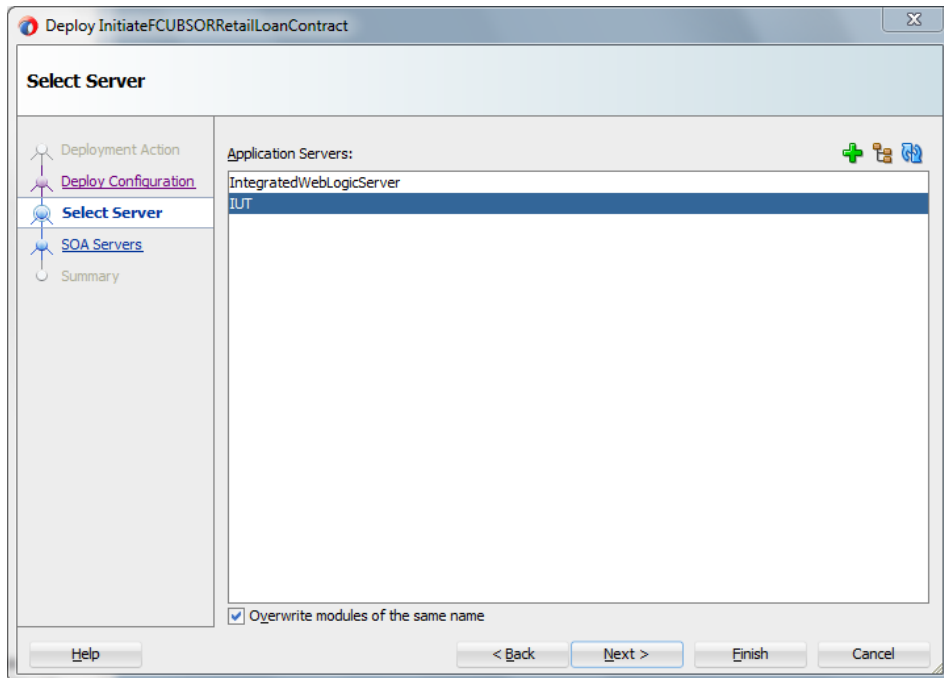 Deploy InitiateFCUBSORRetailLoanContract
Select Server
Deployment Action
Deploy Configuration
Select Server
SOA Servers
Summary
Application Servers:
IntegratedWebLogicServer
IUT
Overwrite modules of the same name
Help
< Back
Next >
Finish
Cancel